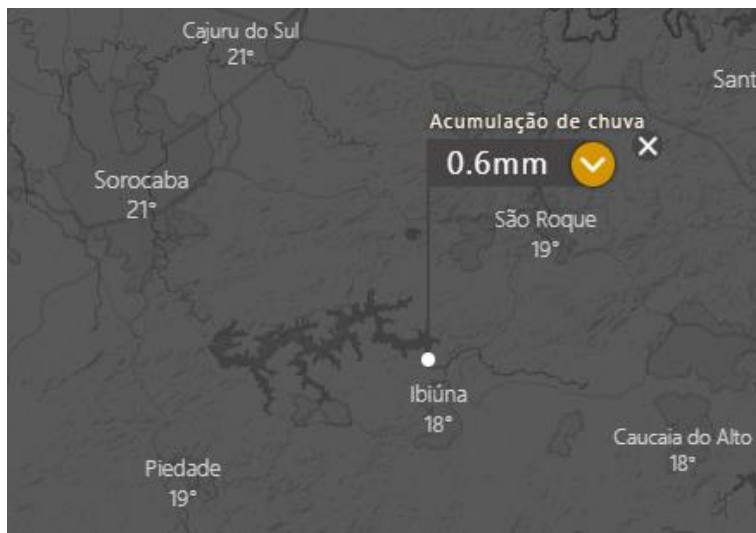 Cajuru do Sul
21°
Sant
Acumulação de chuva
0.6mm
Sorocaba
21°
São Roque
19°
Ibiúna
18°
Caucaia do Alto
18°
Piedade
19°